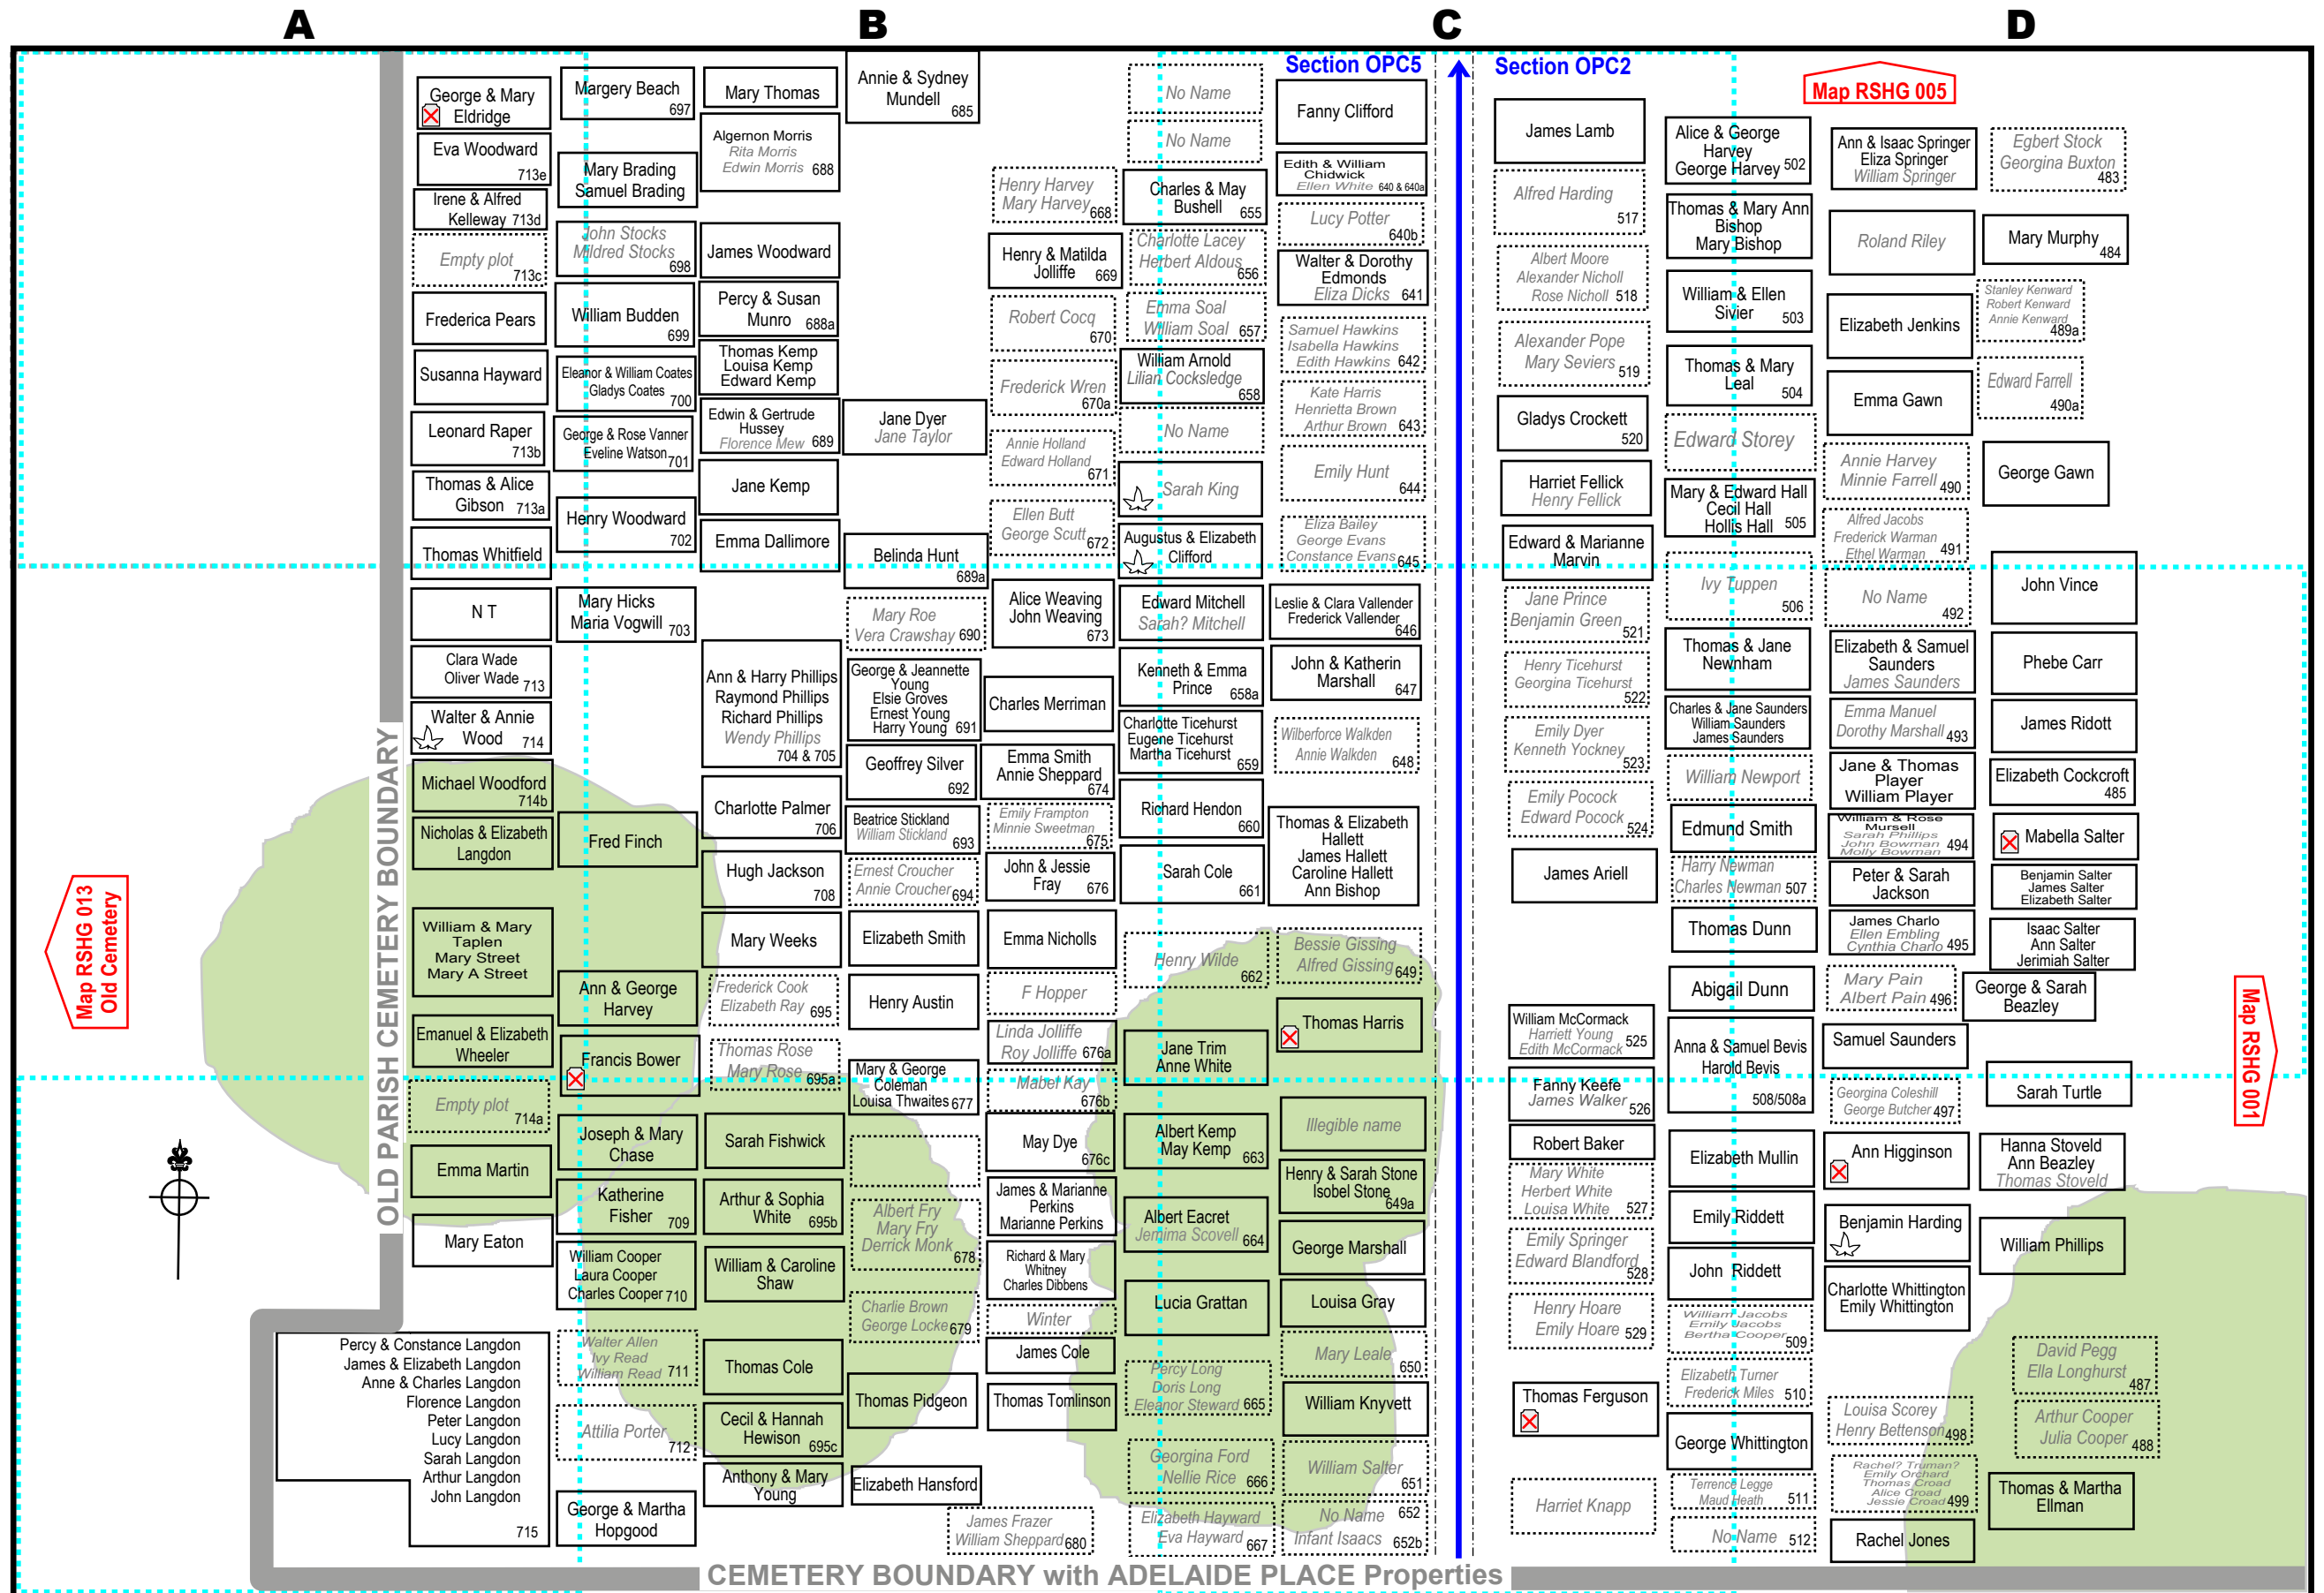 A
B
C
D
Section OPC5
Section OPC2
Map RSHG 005
Map RSHG 013
Old Cemetery
Map RSHG 001
OLD PARISH CEMETERY BOUNDARY
George & Mary
Eldridge
Eva Woodward
713e
Irene & Alfred
Kelleway 713d
Empty plot
713c
Frederica Pears
Susanna Hayward
Leonard Raper
713b
Thomas & Alice
Gibson 713a
Thomas Whitfield
N T
Clara Wade
Oliver Wade 713
Walter & Annie
Wood 714
Michael Woodford
714b
Nicholas & Elizabeth
Langdon
William & Mary
Taplen
Mary Street
Mary A Street
Emanuel & Elizabeth
Wheeler
Empty plot
714a
Emma Martin
Mary Eaton
Percy & Constance Langdon
James & Elizabeth Langdon
Anne & Charles Langdon
Florence Langdon
Peter Langdon
Lucy Langdon
Sarah Langdon
Arthur Langdon
John Langdon
715
Margery Beach
697
Mary Brading
Samuel Brading
John Stocks
Mildred Stocks
698
William Budden
699
Eleanor & William Coates
Gladys Coates 700
George & Rose Vanner
Eveline Watson 701
Henry Woodward
702
Mary Hicks
Maria Vogwill 703
Fred Finch
Ann & George
Harvey
Francis Bower
Joseph & Mary
Chase
Katherine
Fisher 709
William Cooper
Laura Cooper
Charles Cooper 710
Walter Allen
Ivy Read
William Read 711
Attilia Porter
712
George & Martha
Hopgood
Mary Thomas
Algernon Morris
Rita Morris
Edwin Morris 688
James Woodward
Percy & Susan
Munro 688a
Thomas Kemp
Louisa Kemp
Edward Kemp
Edwin & Gertrude
Hussey
Florence Mew 689
Jane Kemp
Emma Dallimore
Ann & Harry Phillips
Raymond Phillips
Richard Phillips
Wendy Phillips
704 & 705
Charlotte Palmer
706
Hugh Jackson
708
Mary Weeks
Frederick Cook
Elizabeth Ray 695
Thomas Rose
Mary Rose 695a
Sarah Fishwick
Arthur & Sophia
White 695b
William & Caroline
Shaw
Thomas Cole
Cecil & Hannah
Hewison
695c
Anthony & Mary
Young
Annie & Sydney
Mundell
685
Jane Dyer
Jane Taylor
Belinda Hunt
689a
Mary Roe
Vera Crawshay 690
George & Jeannette
Young
Elsie Groves
Ernest Young
Harry Young 691
Geoffrey Silver
692
Beatrice Stickland
William Stickland
693
Ernest Croucher
Annie Croucher 694
Elizabeth Smith
Henry Austin
Mary & George
Coleman
Louisa Thwaites 677
Albert Fry
Mary Fry
Derrick Monk
678
Charlie Brown
George Locke 679
Thomas Pidgeon
Elizabeth Hansford
James Frazer
William Sheppard 680
Henry Harvey
Mary Harvey 668
Henry & Matilda
Jolliffe 669
Robert Cocq
670
Frederick Wren
670a
Annie Holland
Edward Holland
671
Ellen Butt
George Scutt 672
Alice Weaving
John Weaving
673
Charles Merriman
Emma Smith
Annie Sheppard
674
Emily Frampton
Minnie Sweetman
675
John & Jessie
Fray 676
Emma Nicholls
F Hopper
Linda Jolliffe
Roy Jolliffe 676a
Mabel Kay
676b
May Dye
676c
James & Marianne
Perkins
Marianne Perkins
Richard & Mary
Whitney
Charles Dibbens
Winter
James Cole
Thomas Tomlinson
No Name
No Name
Charles & May
Bushell 655
Charlotte Lacey
Herbert Aldous
656
Emma Soal
William Soal 657
William Arnold
Lilian Cocksledge
658
No Name
Sarah King
Augustus & Elizabeth
Clifford
Edward Mitchell
Sarah? Mitchell
Kenneth & Emma
Prince 658a
Charlotte Ticehurst
Eugene Ticehurst
Martha Ticehurst
659
Richard Hendon
660
Sarah Cole
661
Henry Wilde
662
Jane Trim
Anne White
Albert Kemp
May Kemp 663
Albert Eacret
Jemima Scovell 664
Lucia Grattan
Percy Long
Doris Long
Eleanor Steward 665
Georgina Ford
Nellie Rice 666
Elizabeth Hayward
Eva Hayward 667
Fanny Clifford
Edith & William
Chidwick
Ellen White 640 & 640a
Lucy Potter
640b
Walter & Dorothy
Edmonds
Eliza Dicks 641
Samuel Hawkins
Isabella Hawkins
Edith Hawkins 642
Kate Harris
Henrietta Brown
Arthur Brown 643
Emily Hunt
644
Eliza Bailey
George Evans
Constance Evans 645
Leslie & Clara Vallender
Frederick Vallender
646
John & Katherin
Marshall 647
Wilberforce Walkden
Annie Walkden
648
Thomas & Elizabeth
Hallett
James Hallett
Caroline Hallett
Ann Bishop
Bessie Gissing
Alfred Gissing 649
Thomas Harris
Illegible name
Henry & Sarah Stone
Isobel Stone
649a
George Marshall
Louisa Gray
Mary Leale
650
William Knyvett
William Salter
651
No Name 652
Infant Isaacs 652b
James Lamb
Alfred Harding
517
Albert Moore
Alexander Nicholl
Rose Nicholl 518
Alexander Pope
Mary Seviers 519
Gladys Crockett
520
Harriet Fellick
Henry Fellick
Edward & Marianne
Marvin
Jane Prince
Benjamin Green
521
Henry Ticehurst
Georgina Ticehurst
522
Emily Dyer
Kenneth Yockney
523
Emily Pocock
Edward Pocock
524
James Ariell
William McCormack
Harriett Young
Edith McCormack 525
Fanny Keefe
James Walker
526
Robert Baker
Mary White
Herbert White
Louisa White 527
Emily Springer
Edward Blandford
528
Henry Hoare
Emily Hoare 529
Thomas Ferguson
Harriet Knapp
Alice & George
Harvey
George Harvey 502
Thomas & Mary Ann
Bishop
Mary Bishop
William & Ellen
Sivier 503
Thomas & Mary
Leal
504
Edward Storey
Mary & Edward Hall
Cecil Hall
Hollis Hall 505
Ivy Tuppen
506
Thomas & Jane
Newnham
Charles & Jane Saunders
William Saunders
James Saunders
William Newport
Edmund Smith
Harry Newman
Charles Newman 507
Thomas Dunn
Abigail Dunn
Anna & Samuel Bevis
Harold Bevis
508/508a
Elizabeth Mullin
Emily Riddett
John Riddett
William Jacobs
Emily Jacobs
Bertha Cooper
509
Elizabeth Turner
Frederick Miles 510
George Whittington
Terrence Legge
Maud Heath 511
No Name 512
Ann & Isaac Springer
Eliza Springer
William Springer
Roland Riley
Elizabeth Jenkins
Emma Gawn
Annie Harvey
Minnie Farrell 490
Alfred Jacobs
Frederick Warman
Ethel Warman 491
No Name
492
Elizabeth & Samuel
Saunders
James Saunders
Emma Manuel
Dorothy Marshall 493
Jane & Thomas
Player
William Player
William & Rose
Mursell
Sarah Phillips
John Bowman
Molly Bowman 494
Peter & Sarah
Jackson
James Charlo
Ellen Embling
Cynthia Charlo 495
Mary Pain
Albert Pain 496
Samuel Saunders
Georgina Coleshill
George Butcher 497
Ann Higginson
Benjamin Harding
Charlotte Whittington
Emily Whittington
Louisa Scorey
Henry Bettenson 498
Rachel? Truman?
Emily Orchard
Thomas Croad
Alice Croad
Jessie Croad 499
Rachel Jones
Egbert Stock
Georgina Buxton
483
Mary Murphy
484
Stanley Kenward
Robert Kenward
Annie Kenward
489a
Edward Farrell
490a
George Gawn
John Vince
Phebe Carr
James Ridott
Elizabeth Cockcroft
485
Mabella Salter
Benjamin Salter
James Salter
Elizabeth Salter
Isaac Salter
Ann Salter
Jerimiah Salter
George & Sarah
Beazley
Sarah Turtle
Hanna Stoveld
Ann Beazley
Thomas Stoveld
William Phillips
David Pegg
Ella Longhurst
487
Arthur Cooper
Julia Cooper 488
Thomas & Martha
Ellman
CEMETERY BOUNDARY with ADELAIDE PLACE Properties